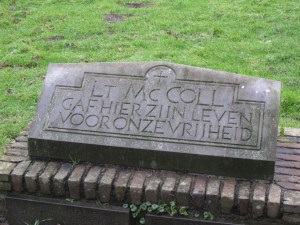 LT MC COLL
GAF HIER ZIJN LEVEN
VOOR ONZE VRIJHEID